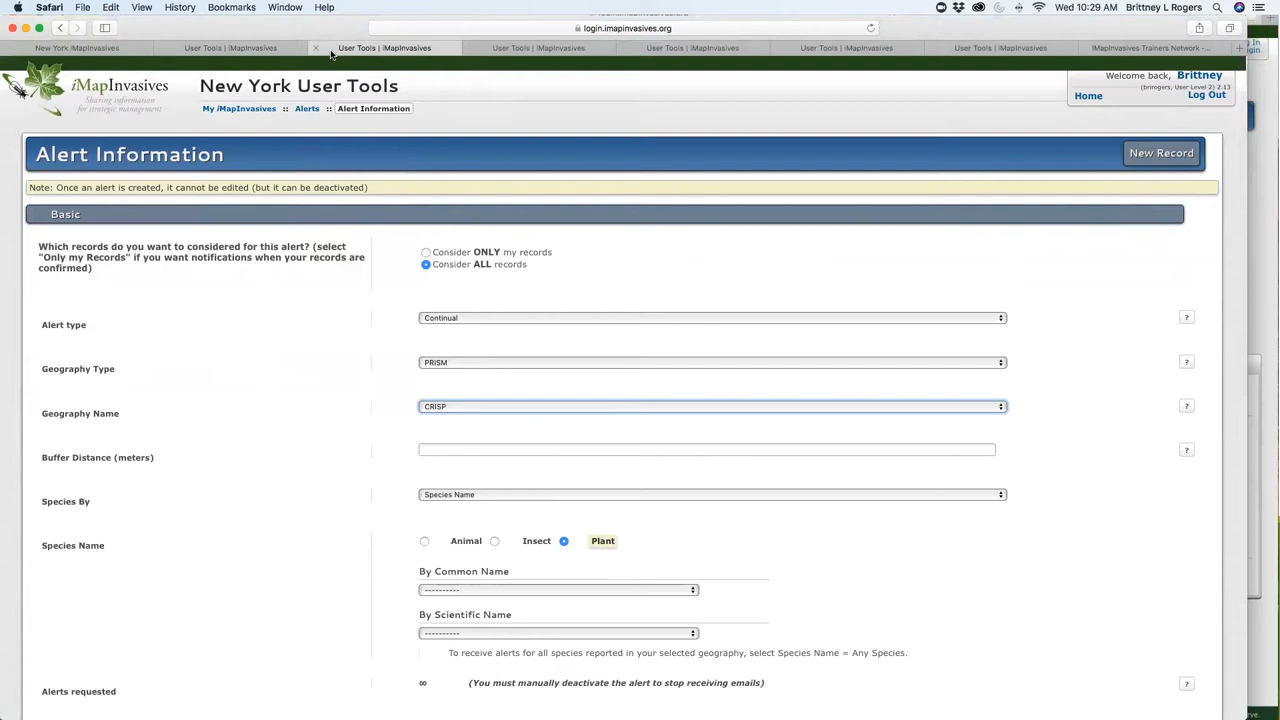 Safari File Edit View History Bookmarks Window Help
Wed 10:29 AM Brittney L Rogers
login.imapinvasives.org
New York iMapInvasives
User Tools | iMapInvasives
User Tools | iMapInvasives
User Tools | iMapInvasives
User Tools | iMapInvasives
User Tools | iMapInvasives
User Tools | iMapInvasives
iMapInvasives Trainers Network -...
iMapInvasives
Sharing information
for strategic management
New York User Tools
My iMapInvasives :: Alerts :: Alert Information
Welcome back, Brittney
(brirogers, User Level 2) 2.13
Home Log Out
Alert Information
New Record
Note: Once an alert is created, it cannot be edited (but it can be deactivated)
Basic
Which records do you want to considered for this alert? (select
"Only my Records" if you want notifications when your records are
confirmed)
Consider ONLY my records
Consider ALL records
Alert type
Continual
?
Geography Type
PRISM
?
Geography Name
CRISP
?
Buffer Distance (meters)
?
Species By
Species Name
Species Name
Animal Insect Plant
By Common Name
----------
By Scientific Name
----------
To receive alerts for all species reported in your selected geography, select Species Name = Any Species.
Alerts requested
∞ (You must manually deactivate the alert to stop receiving emails)
?